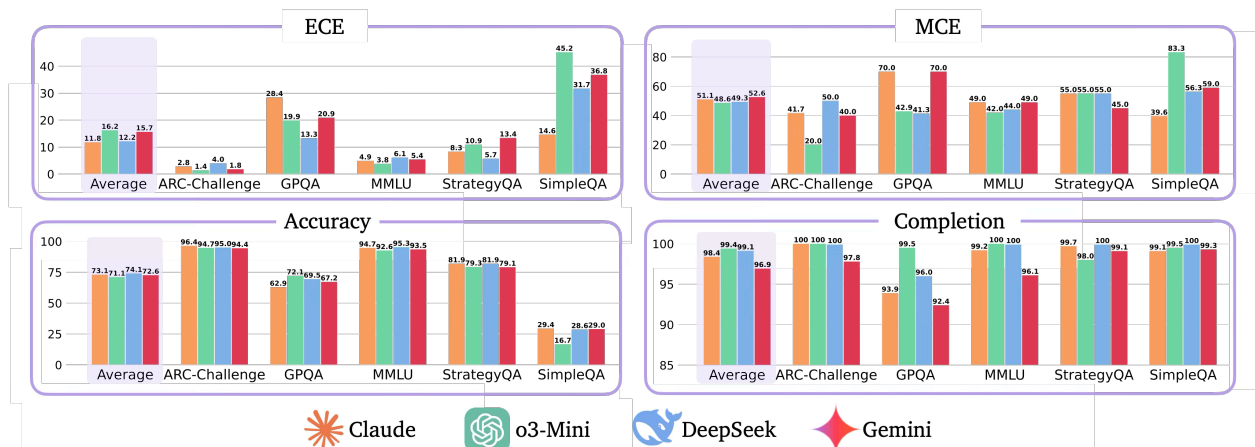 ECE
40
30
20
10
0
11.8 16.2 12.2 15.7
2.8 1.4 4.0 1.8
28.4 19.9 13.3 20.9
4.9 3.8 6.1 5.4
8.3 10.9 5.7 13.4
14.6 45.2 31.7 36.8
Average ARC-Challenge GPQA MMLU StrategyQA SimpleQA
MCE
80
60
40
20
0
51.1 48.6 49.3 52.6
41.7 20.0 50.0 40.0
70.0 42.9 41.3 70.0
49.0 42.0 44.0 49.0
55.0 55.0 55.0 45.0
39.6 83.3 56.3 59.0
Average ARC-Challenge GPQA MMLU StrategyQA SimpleQA
Accuracy
100
75
50
25
0
73.1 71.1 74.1 72.6
96.4 94.7 95.0 94.4
62.9 72.1 69.5 67.2
94.7 92.6 95.3 93.5
81.9 79.3 81.9 79.1
29.4 16.7 28.6 29.0
Average ARC-Challenge GPQA MMLU StrategyQA SimpleQA
Completion
100
95
90
85
98.4 99.4 99.1 96.9
100 100 100 97.8
93.9 99.5 96.0 92.4
99.2 100 100 96.1
99.7 98.0 100 99.1
99.1 99.5 100 99.3
Average ARC-Challenge GPQA MMLU StrategyQA SimpleQA
Claude o3-Mini DeepSeek Gemini